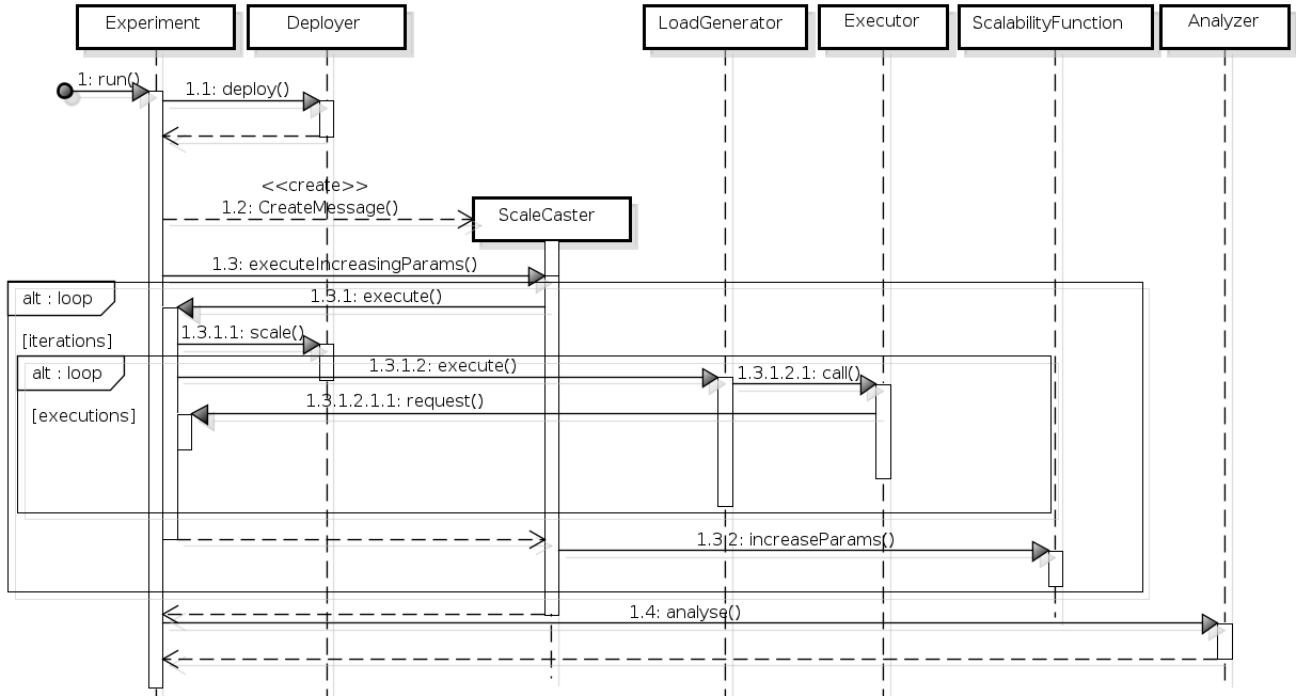 Experiment
Deployer
LoadGenerator
Executor
ScalabilityFunction
Analyzer
1: run()
1.1: deploy()
<<create>>
1.2: CreateMessage()
ScaleCaster
1.3: executeIncreasingParams()
alt : loop
1.3.1: execute()
[iterations]
1.3.1.1: scale()
alt : loop
1.3.1.2: execute()
1.3.1.2.1: call()
[executions]
1.3.1.2.1.1: request()
1.3.2: increaseParams()
1.4: analyse()